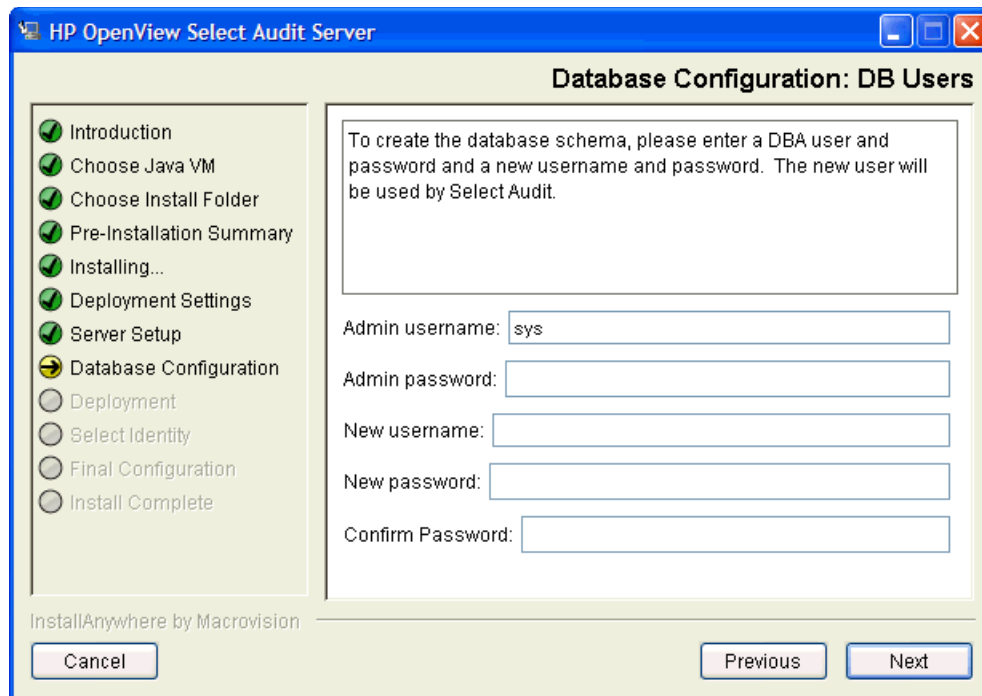 HP OpenView Select Audit Server
Database Configuration: DB Users
Introduction
Choose Java VM
Choose Install Folder
Pre-Installation Summary
Installing...
Deployment Settings
Server Setup
Database Configuration
Deployment
Select Identity
Final Configuration
Install Complete
To create the database schema, please enter a DBA user and
password and a new username and password.  The new user will
be used by Select Audit.
Admin username: sys
Admin password:
New username:
New password:
Confirm Password:
InstallAnywhere by Macrovision
Cancel
Previous
Next